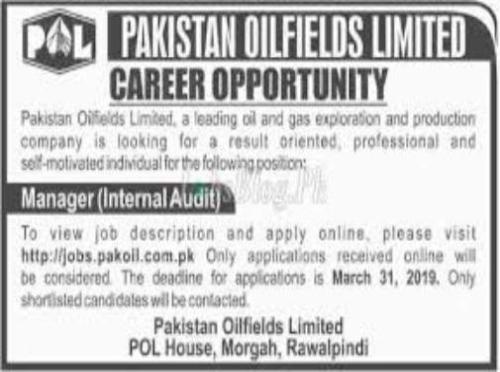 POL
PAKISTAN OILFIELDS LIMITED
CAREER OPPORTUNITY
Pakistan Oilfields Limited, a leading oil and gas exploration and production
company is looking for a result oriented, professional and
self-motivated individual for the following position:
Manager (Internal Audit)
To view job description and apply online, please visit
http://jobs.pakoil.com.pk Only applications received online will
be considered. The deadline for applications is March 31, 2019. Only
shortlisted candidates will be contacted.
Pakistan Oilfields Limited
POL House, Morgah, Rawalpindi